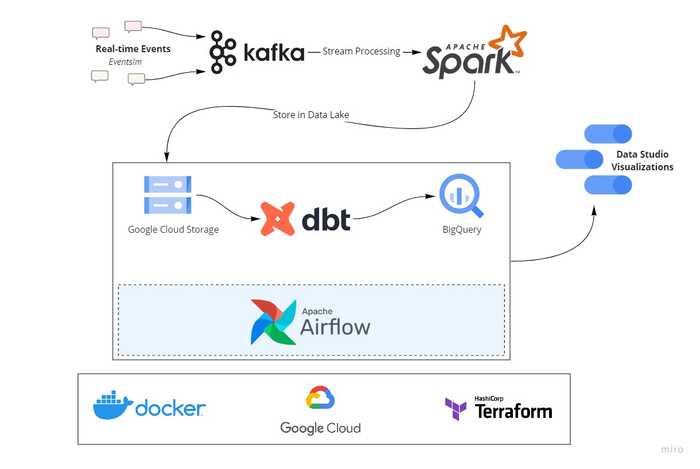 Real-time Events
Eventsim
kafka
Stream Processing
APACHE
Spark™
Store in Data Lake
Data Studio
Visualizations
Google Cloud Storage
dbt
BigQuery
Apache
Airflow
docker
Google Cloud
HashiCorp
Terraform
miro